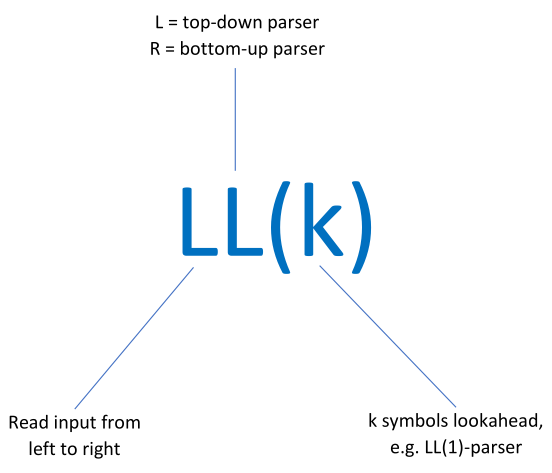 L = top-down parser
R = bottom-up parser
LL(k)
Read input from
left to right
k symbols lookahead,
e.g. LL(1)-parser